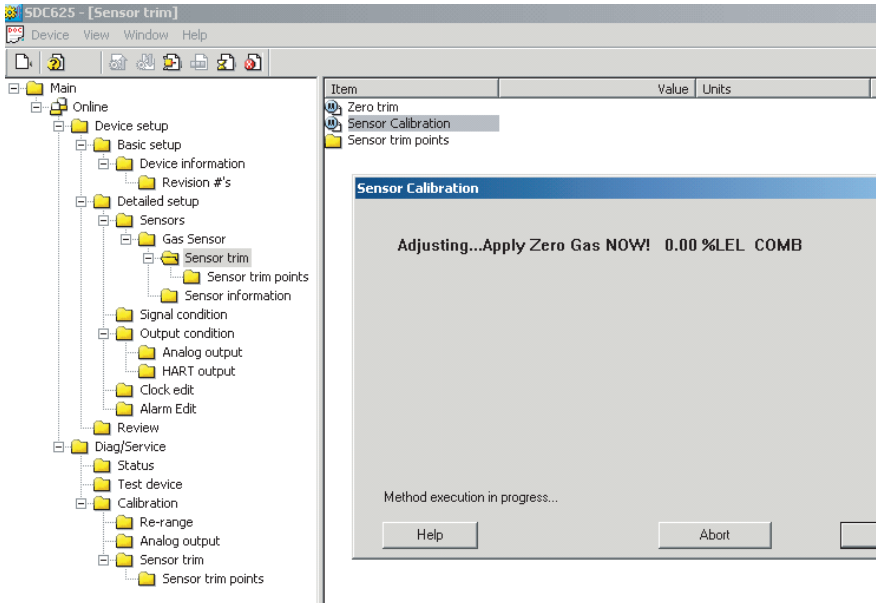 SDC625 - [Sensor trim]
Device View Window Help
Main
Online
Device setup
Basic setup
Device information
Revision #'s
Detailed setup
Sensors
Gas Sensor
Sensor trim
Sensor trim points
Sensor information
Signal condition
Output condition
Analog output
HART output
Clock edit
Alarm Edit
Review
Diag/Service
Status
Test device
Calibration
Re-range
Analog output
Sensor trim
Sensor trim points
Item Value Units
Zero trim
Sensor Calibration
Sensor trim points
Sensor Calibration
Adjusting...Apply Zero Gas NOW! 0.00 %LEL COMB
Method execution in progress...
Help Abort